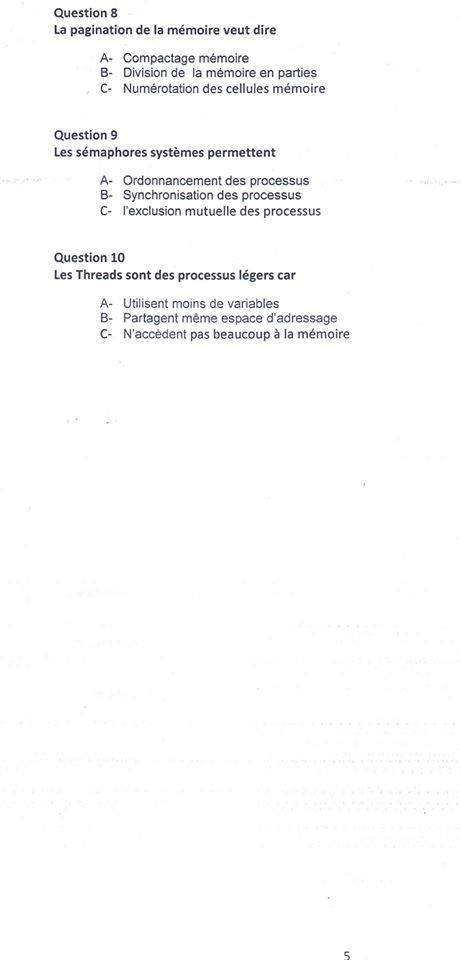 Question 8
La pagination de la mémoire veut dire
A- Compactage mémoire
B- Division de la mémoire en parties
C- Numérotation des cellules mémoire
Question 9
Les sémaphores systèmes permettent
A- Ordonnancement des processus
B- Synchronisation des processus
C- l'exclusion mutuelle des processus
Question 10
Les Threads sont des processus légers car
A- Utilisent moins de variables
B- Partagent même espace d'adressage
C- N'accèdent pas beaucoup à la mémoire
5